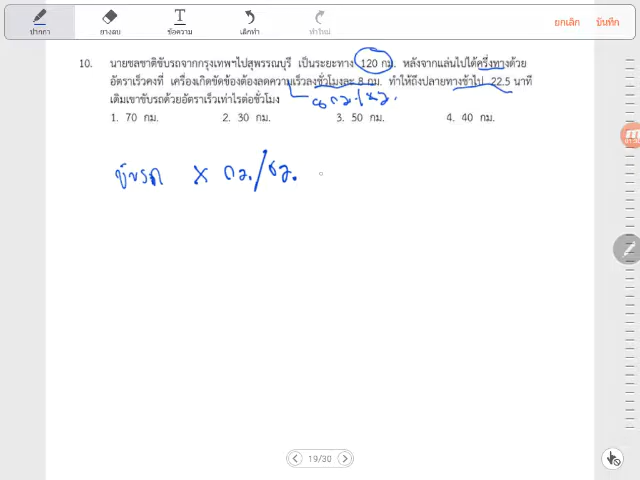 ปากกา
ยางลบ
ข้อความ
เลิกทำ
ทำใหม่
ยกเลิก
บันทึก
10. นายชลชาติขับรถจากกรุงเทพฯไปสุพรรณบุรี เป็นระยะทาง 120 กม. หลังจากแล่นไปได้ครึ่งทางด้วย
อัตราเร็วคงที่ เครื่องเกิดขัดข้องต้องลดความเร็วลงชั่วโมงละ 8 กม. ทำให้ถึงปลายทางช้าไป 22.5 นาที
เดิมเขาขับรถด้วยอัตราเร็วเท่าไรต่อชั่วโมง
8 กม./ชม.
1. 70 กม. 2. 30 กม. 3. 50 กม. 4. 40 กม.
ขับรถ x กม./ชม.
19/30